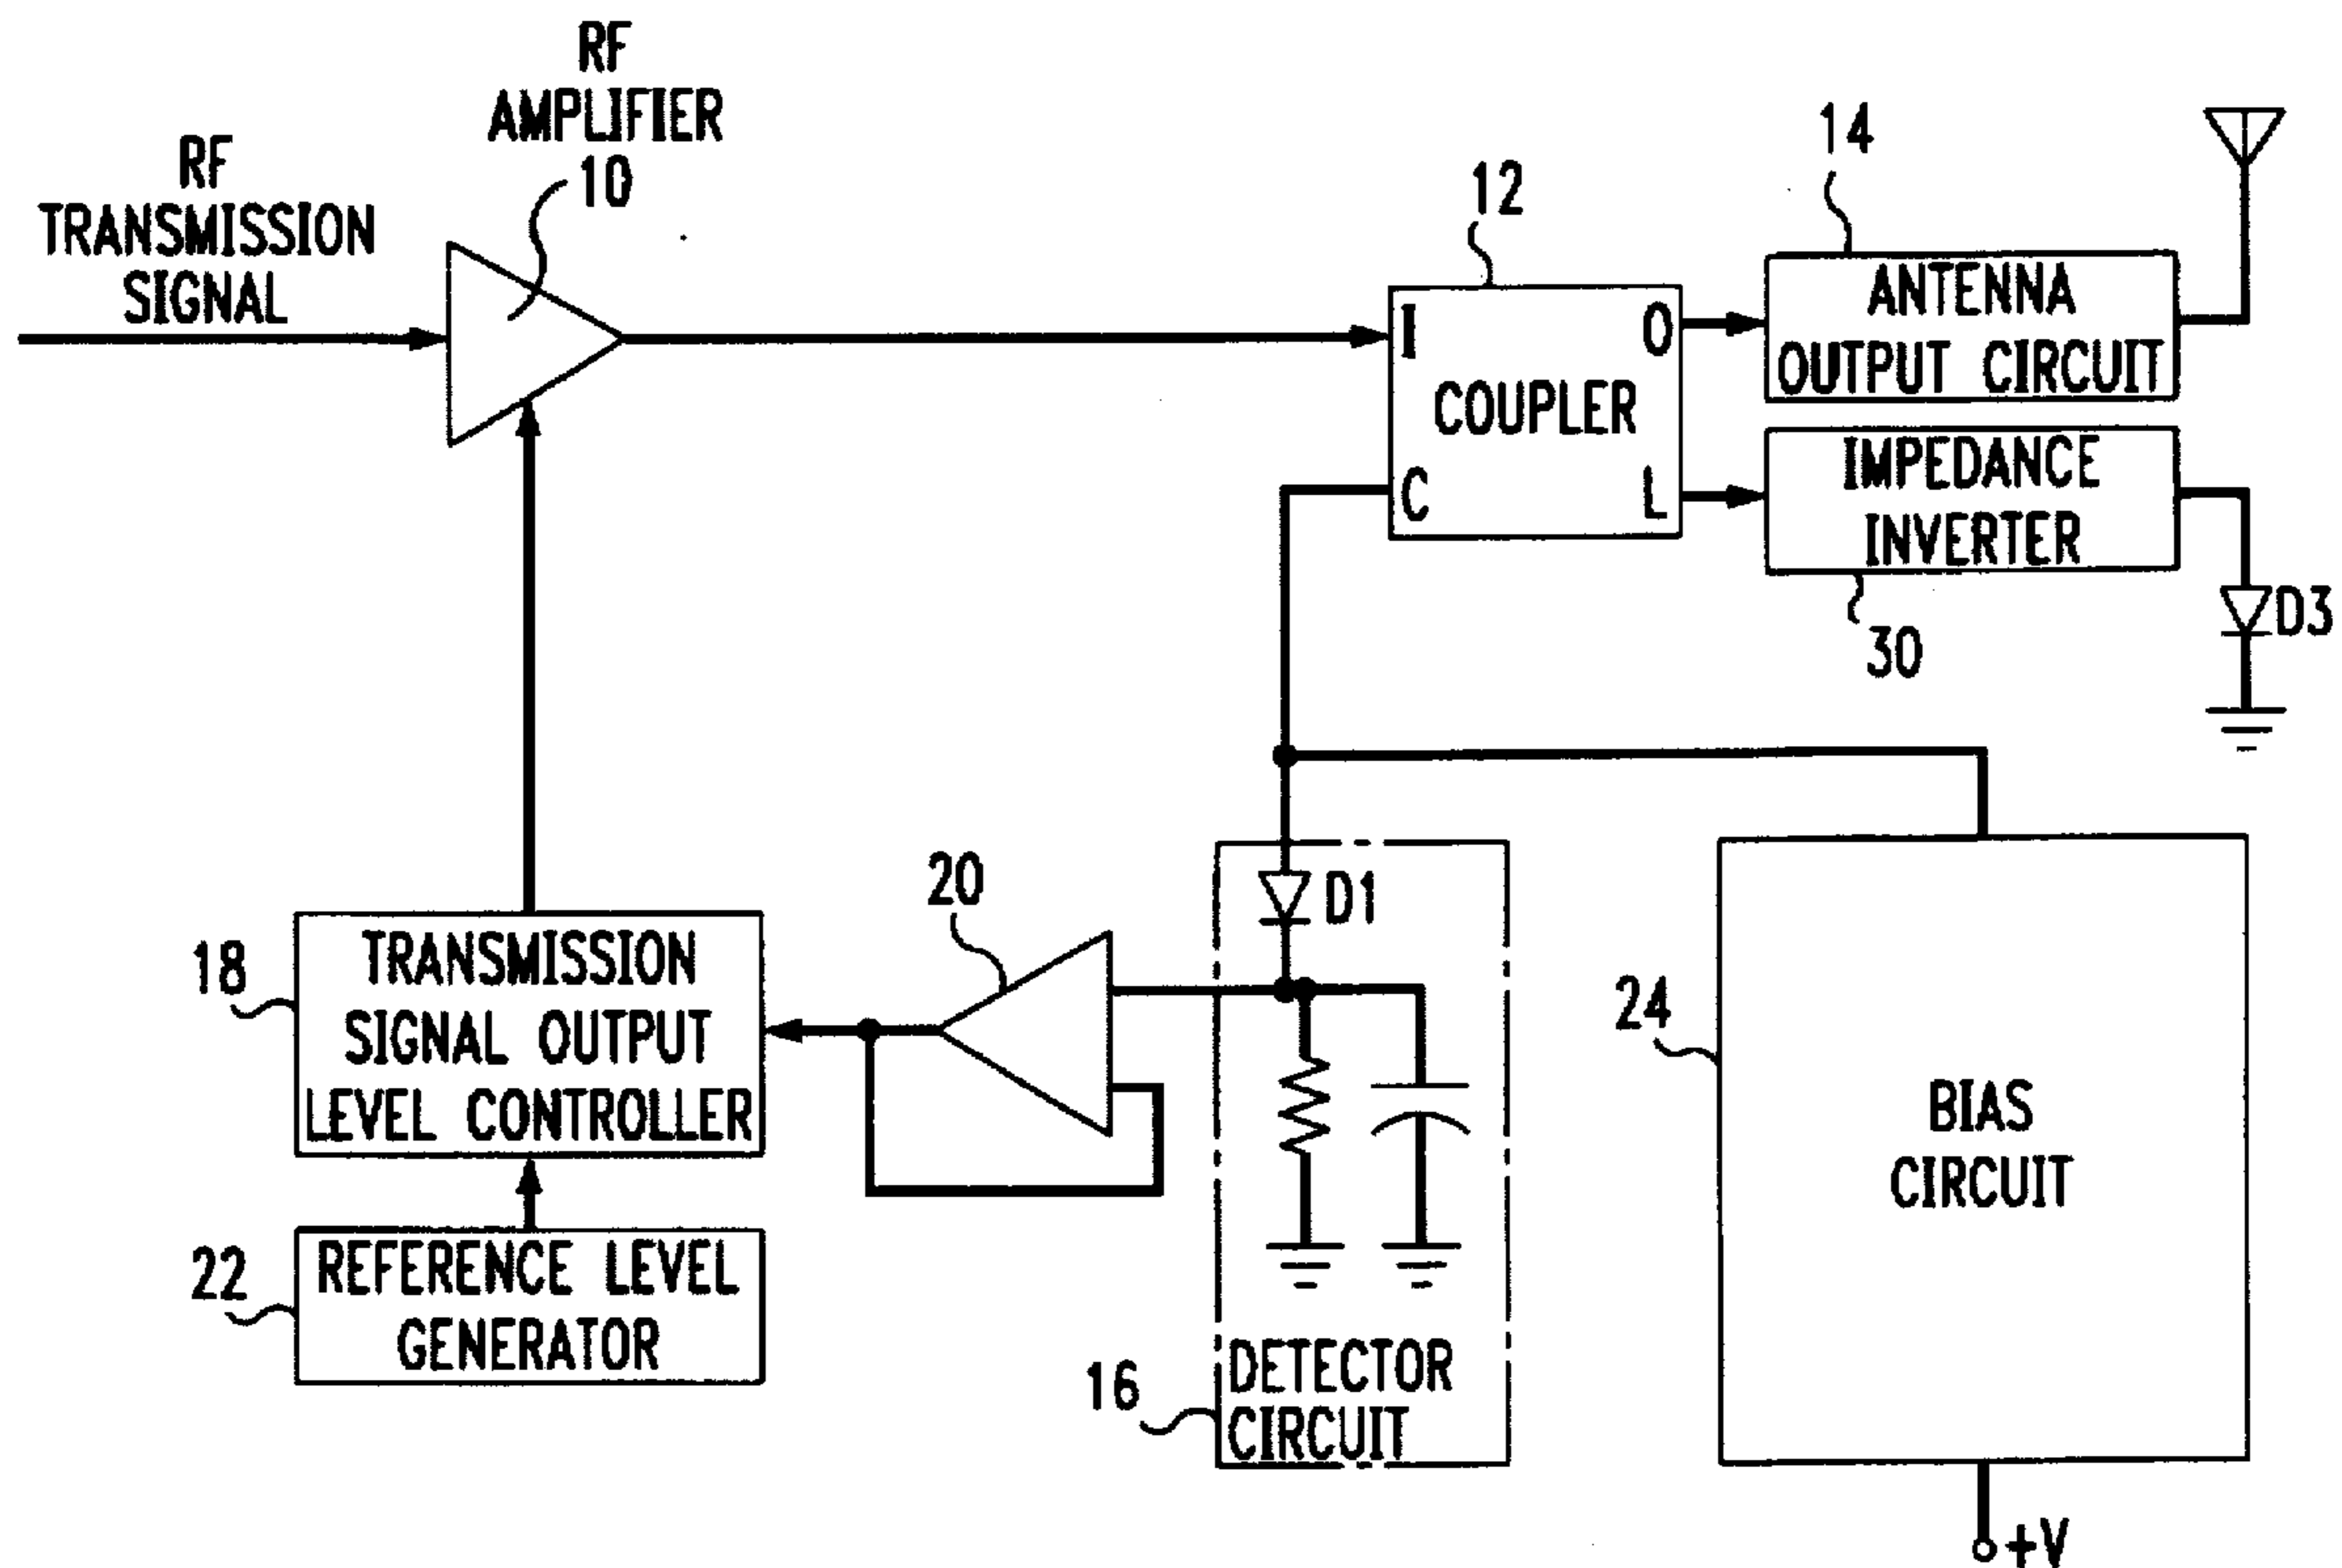 RF
TRANSMISSION
SIGNAL
RF
AMPLIFIER
10
12
I
O
COUPLER
C
L
14
ANTENNA
OUTPUT CIRCUIT
IMPEDANCE
INVERTER
30
D3
D1
20
18
TRANSMISSION
SIGNAL OUTPUT
LEVEL CONTROLLER
22
REFERENCE LEVEL
GENERATOR
16
DETECTOR
CIRCUIT
24
BIAS
CIRCUIT
+V